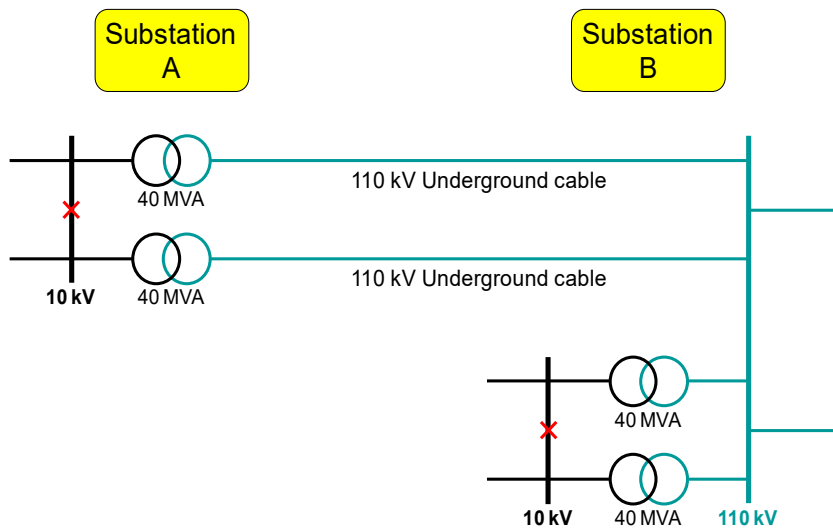 Substation
A
Substation
B
110 kV Underground cable
40 MVA
110 kV Underground cable
10 kV
40 MVA
40 MVA
10 kV
40 MVA
110 kV